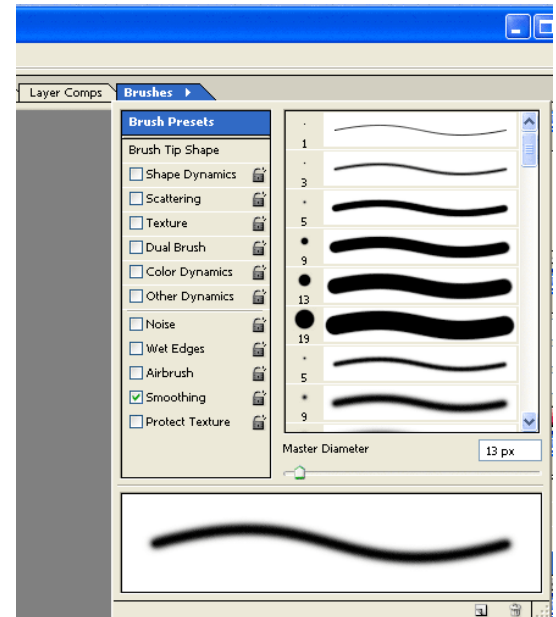 Layer Comps Brushes
Brush Presets
Brush Tip Shape
Shape Dynamics
Scattering
Texture
Dual Brush
Color Dynamics
Other Dynamics
Noise
Wet Edges
Airbrush
Smoothing
Protect Texture
1
3
5
9
13
19
5
9
Master Diameter 13 px